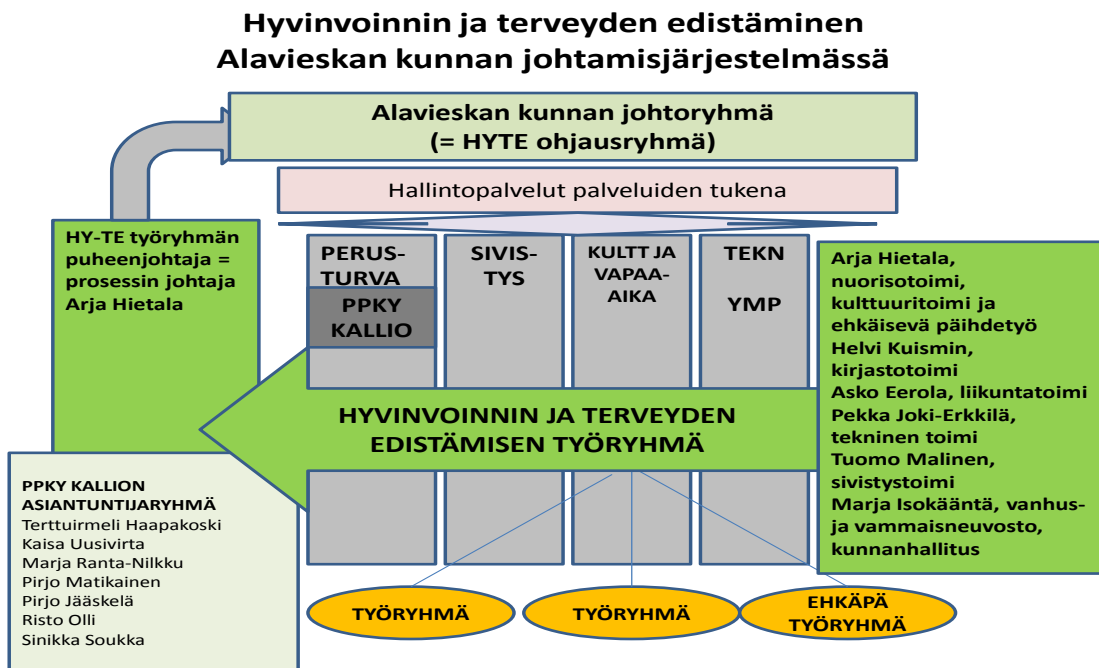 Hyvinvoinnin ja terveyden edistäminen
Alavieskan kunnan johtamisjärjestelmässä
Alavieskan kunnan johtoryhmä
(= HYTE ohjausryhmä)
Hallintopalvelut palveluiden tukena
HY-TE työryhmän
puheenjohtaja =
prosessin johtaja
Arja Hietala
PERUS-
TURVA
PPKY
KALLIO
SIVIS-
TYS
KULTT JA
VAPAA-
AIKA
TEKN
YMP
Arja Hietala,
nuorisotoimi,
kulttuuritoimi ja
ehkäisevä päihdetyö
Helvi Kuismin,
kirjastotoimi
Asko Eerola, liikuntatoimi
Pekka Joki-Erkkilä,
tekninen toimi
Tuomo Malinen,
sivistystoimi
Marja Isokääntä, vanhus-
ja vammaisneuvosto,
kunnanhallitus
HYVINVOINNIN JA TERVEYDEN
EDISTÄMISEN TYÖRYHMÄ
PPKY KALLION
ASIANTUNTIJARYHMÄ
Terttuirmeli Haapakoski
Kaisa Uusivirta
Marja Ranta-Nilkku
Pirjo Matikainen
Pirjo Jääskelä
Risto Olli
Sinikka Soukka
TYÖRYHMÄ
TYÖRYHMÄ
EHKÄPÄ
TYÖRYHMÄ